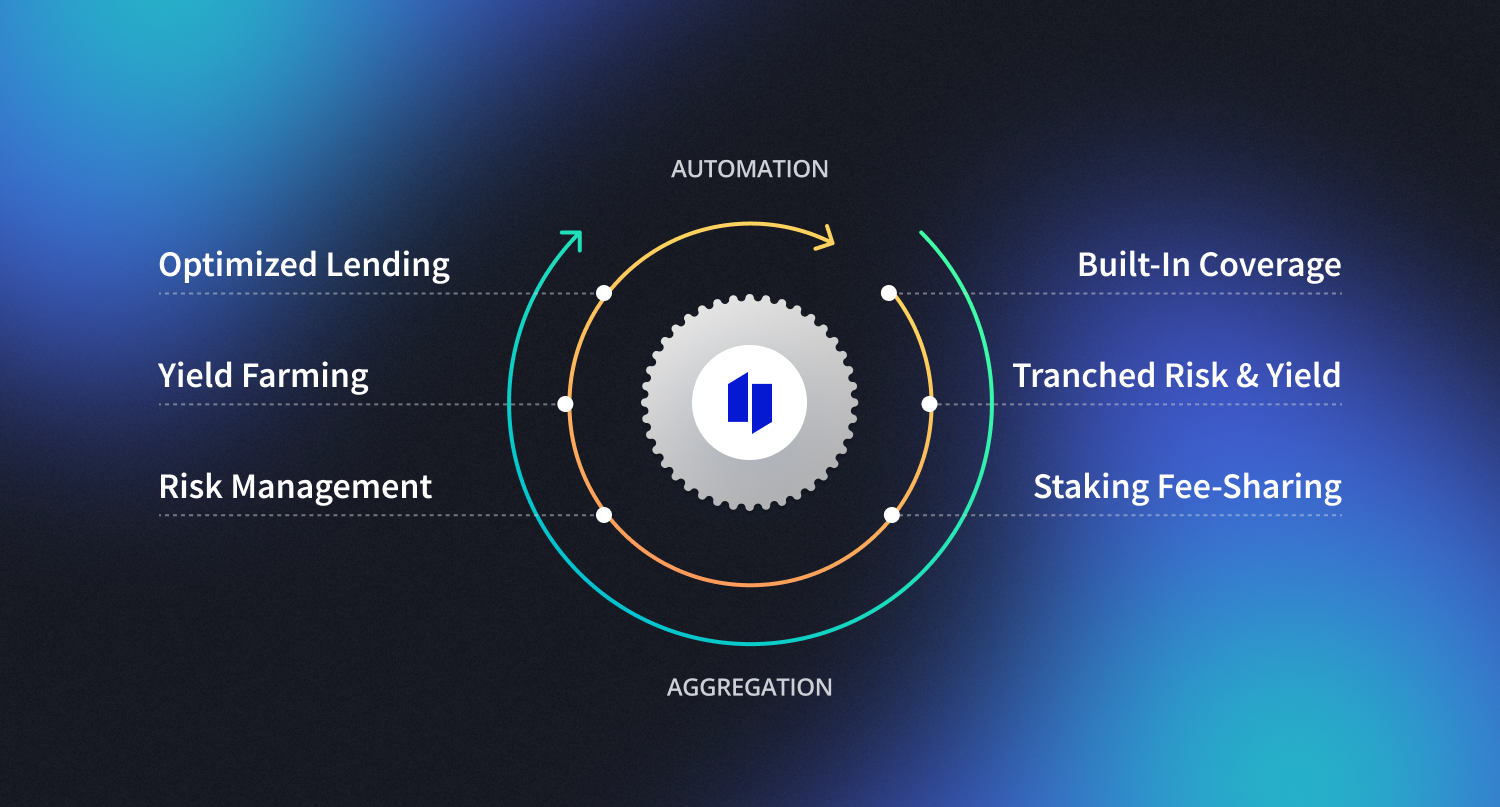 AUTOMATION
Optimized Lending
Built-In Coverage
Yield Farming
Tranched Risk & Yield
Risk Management
Staking Fee-Sharing
AGGREGATION